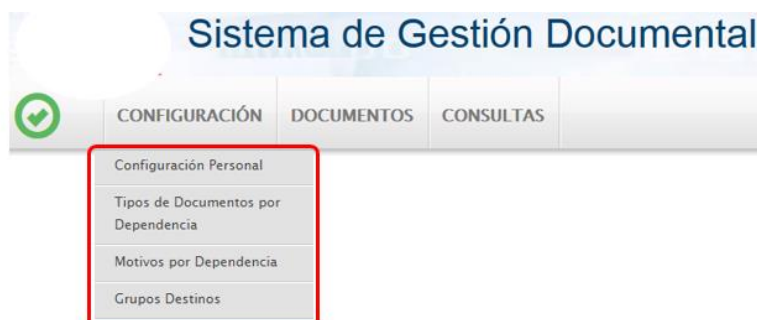 Sistema de Gestión Documental
CONFIGURACIÓN DOCUMENTOS CONSULTAS
Configuración Personal
Tipos de Documentos por
Dependencia
Motivos por Dependencia
Grupos Destinos